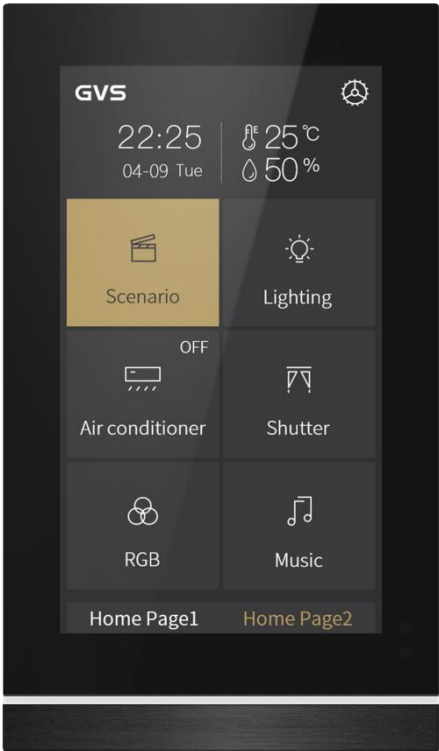 GVS
22:25
25℃
04-09 Tue
50%
Scenario
Lighting
OFF
Air conditioner
Shutter
RGB
Music
Home Page1
Home Page2